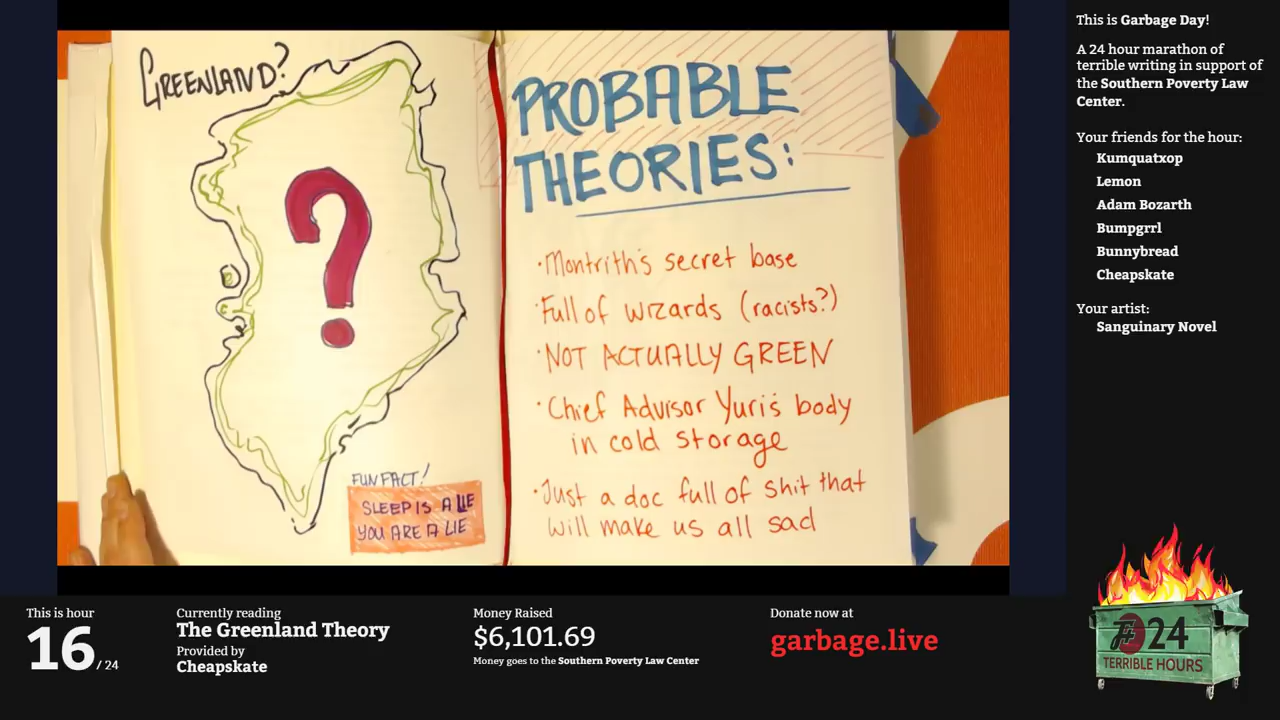 GREENLAND?
?
FUN FACT!
SLEEP IS A LIE
YOU ARE A LIE
PROBABLE
THEORIES:
·Montrith's secret base
·Full of wizards (racists?)
·NOT ACTUALLY GREEN
·Chief Advisor Yuri's body
in cold storage
·Just a doc full of shit that
will make us all sad
This is Garbage Day!
A 24 hour marathon of
terrible writing in support of
the Southern Poverty Law
Center.
Your friends for the hour:
Kumquatxop
Lemon
Adam Bozarth
Bumpgrrl
Bunnybread
Cheapskate
Your artist:
Sanguinary Novel
This is hour
16 / 24
Currently reading
The Greenland Theory
Provided by
Cheapskate
Money Raised
$6,101.69
Money goes to the Southern Poverty Law Center
Donate now at
garbage.live
24
TERRIBLE HOURS